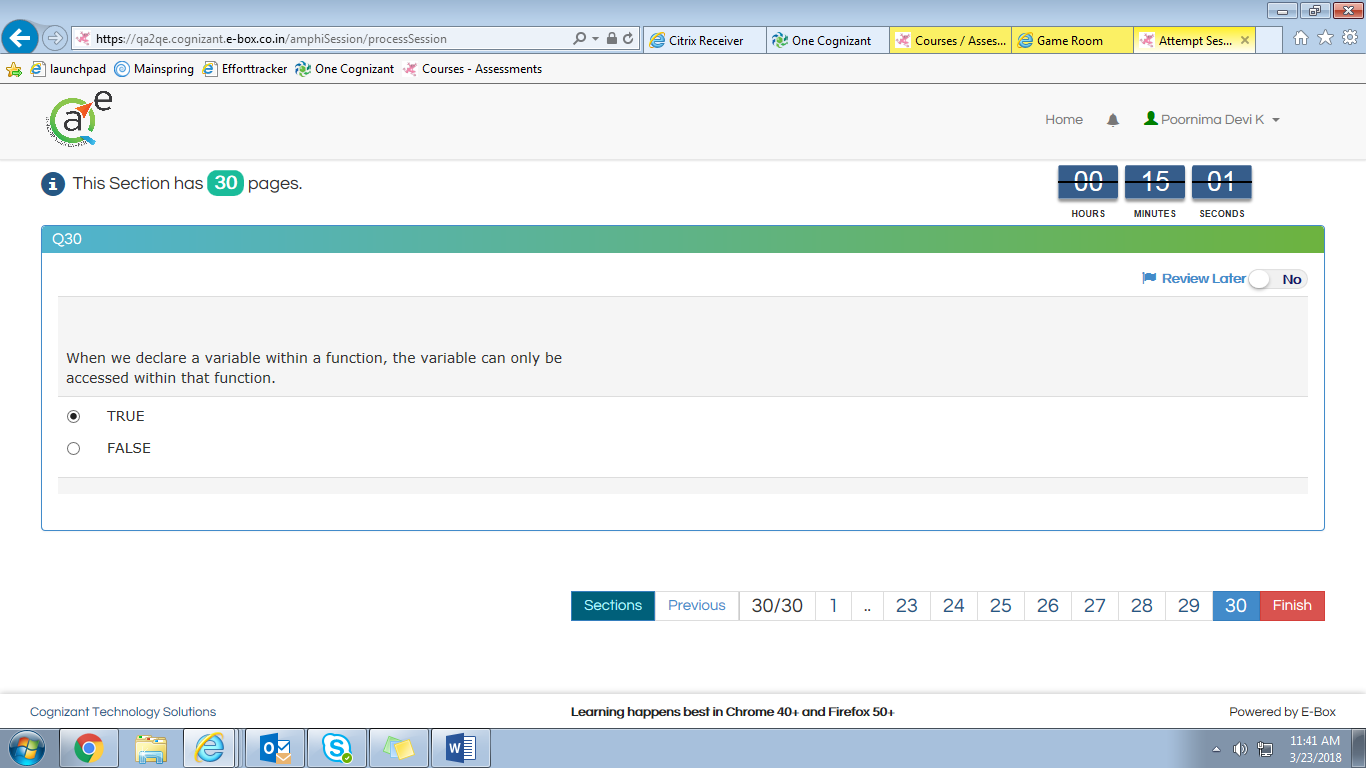 https://qa2qe.cognizant.e-box.co.in/amphiSession/processSession
Citrix Receiver
One Cognizant
Courses / Asses...
Game Room
Attempt Ses...
launchpad
Mainspring
Efforttracker
One Cognizant
Courses - Assessments
a e
Home
Poornima Devi K
This Section has 30 pages.
00 15 01
HOURS MINUTES SECONDS
Q30
Review Later No
When we declare a variable within a function, the variable can only be
accessed within that function.
TRUE
FALSE
Sections Previous 30/30 1 .. 23 24 25 26 27 28 29 30 Finish
Cognizant Technology Solutions
Learning happens best in Chrome 40+ and Firefox 50+
Powered by E-Box
11:41 AM
3/23/2018